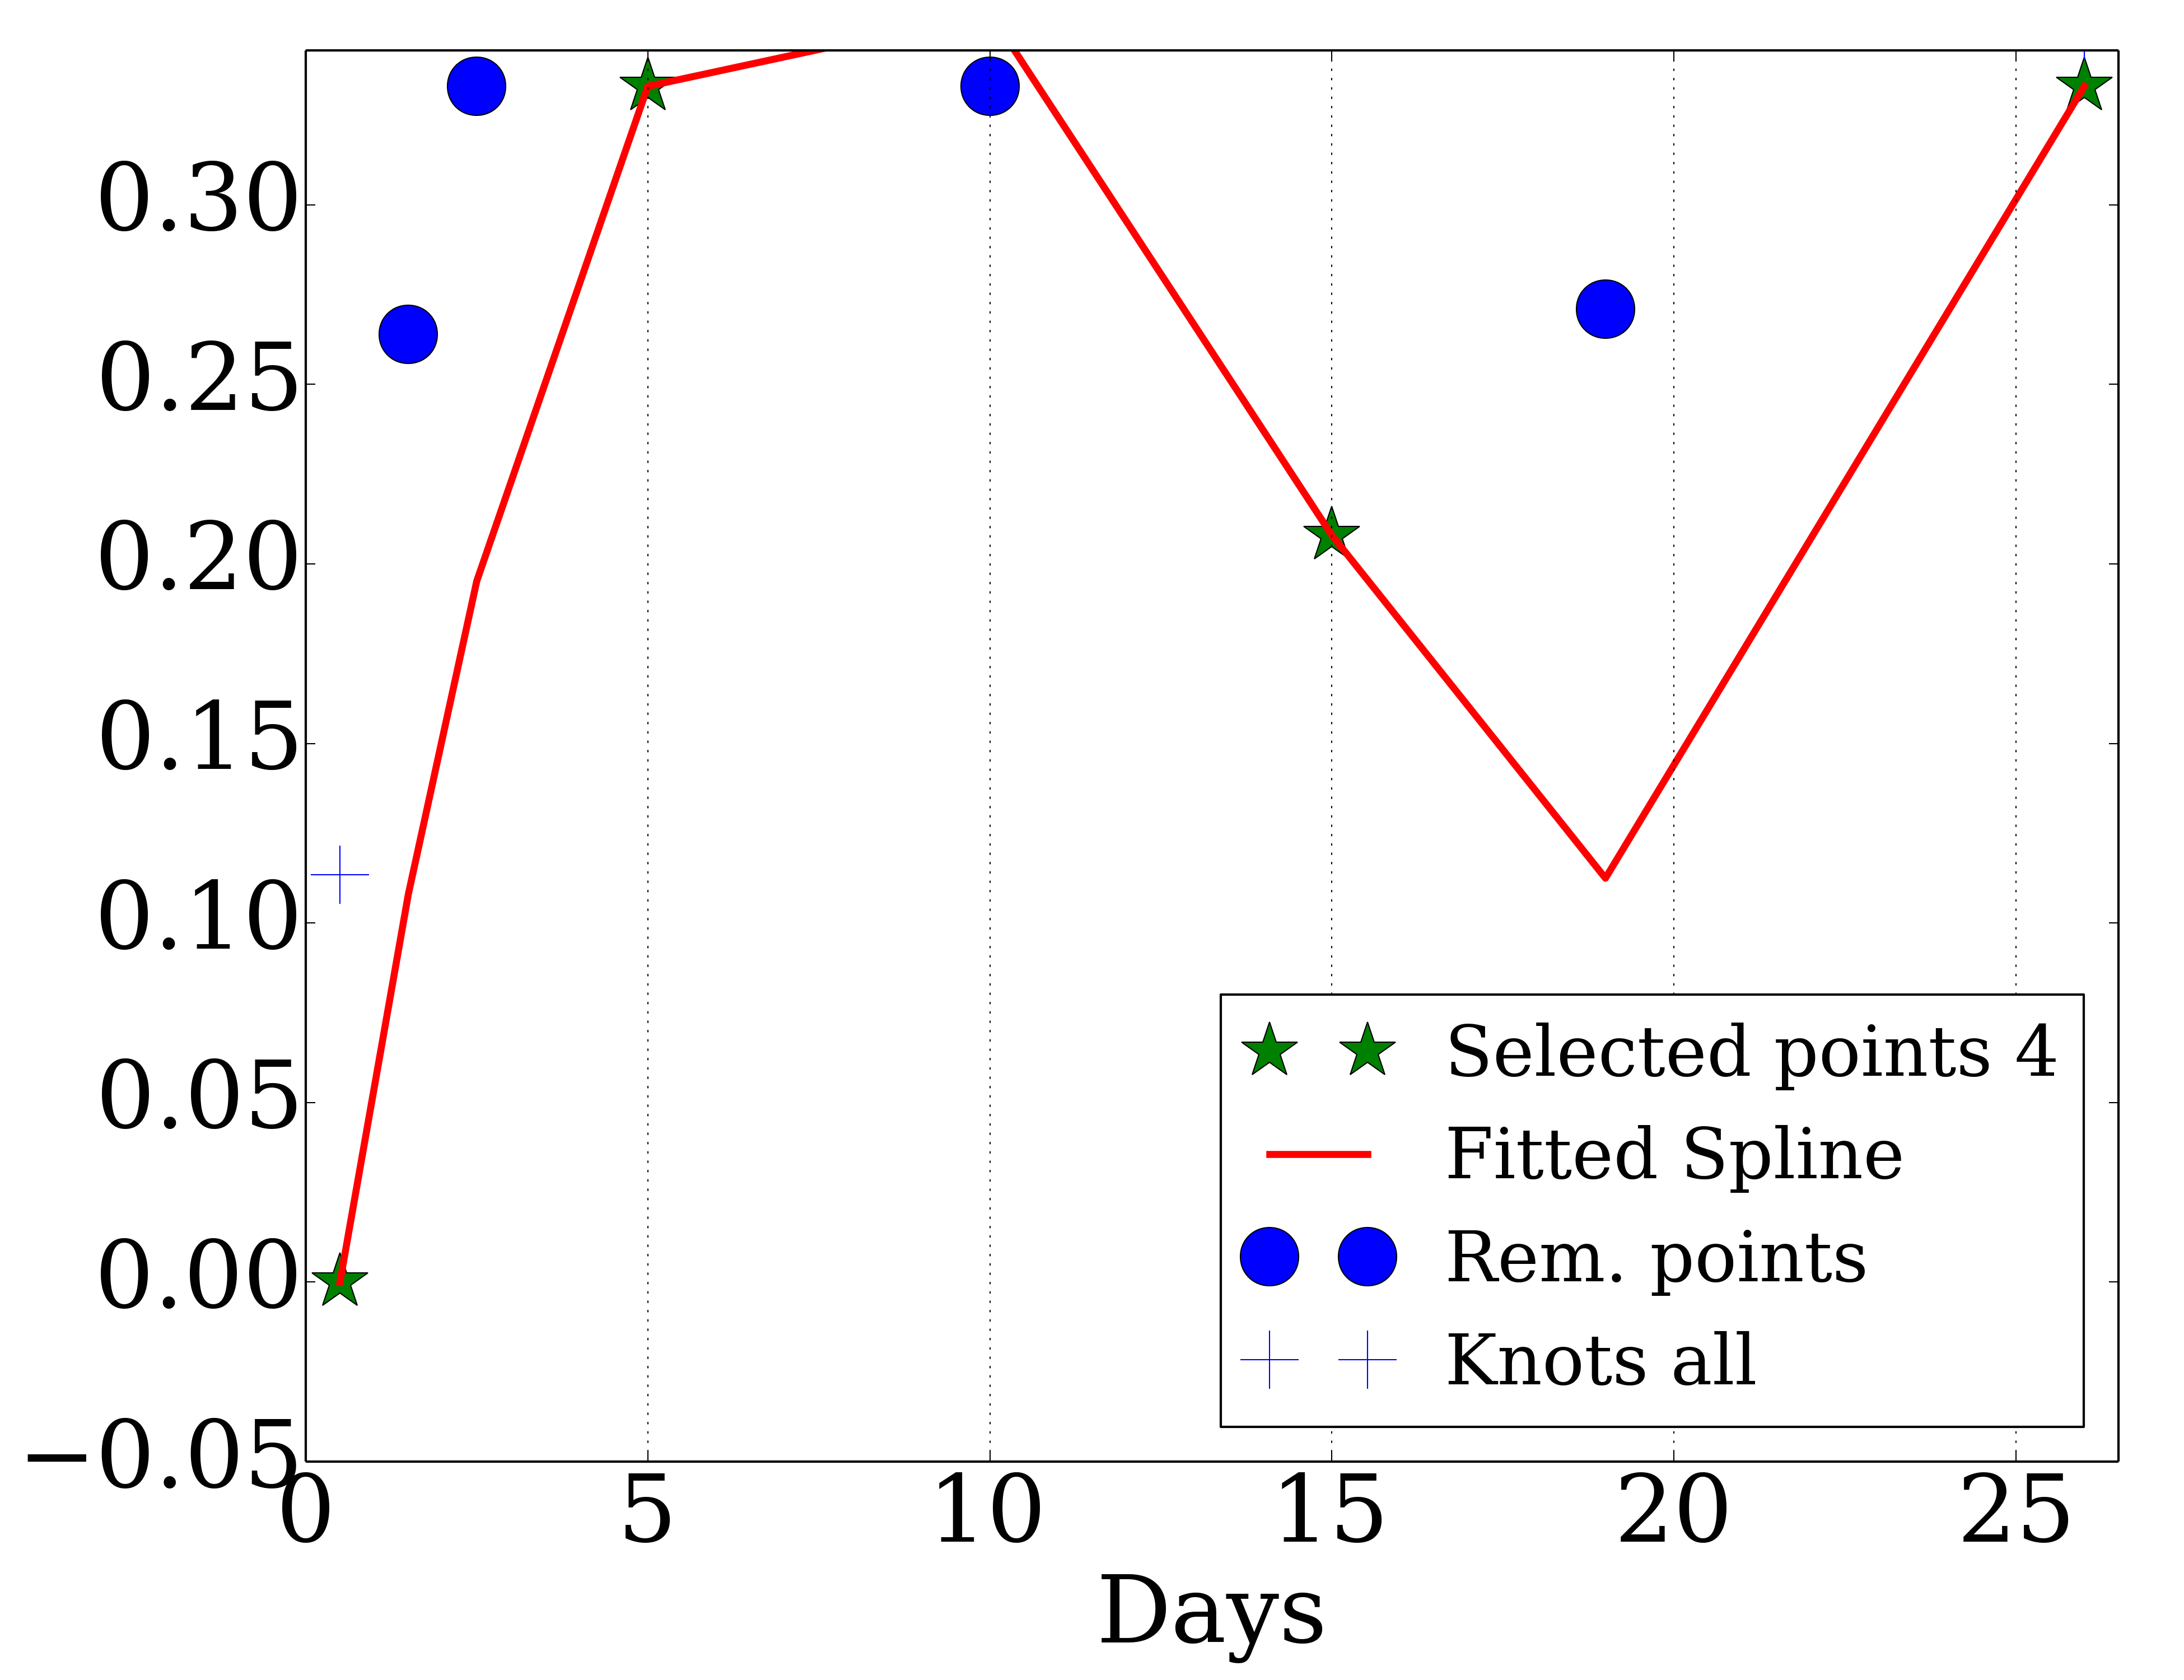 0.30
0.25
0.20
0.15
0.10
0.05
0.00
−0.05
0 5 10 15 20 25
Days
Selected points 4
Fitted Spline
Rem. points
Knots all